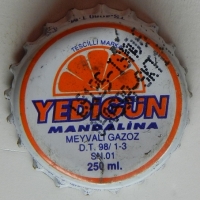 TESCİLLİ MARKA
YEDİGÜN
MANDALİNA
MEYVALI GAZOZ
D.T. 98/ 1-3
SN.01
250 ml.